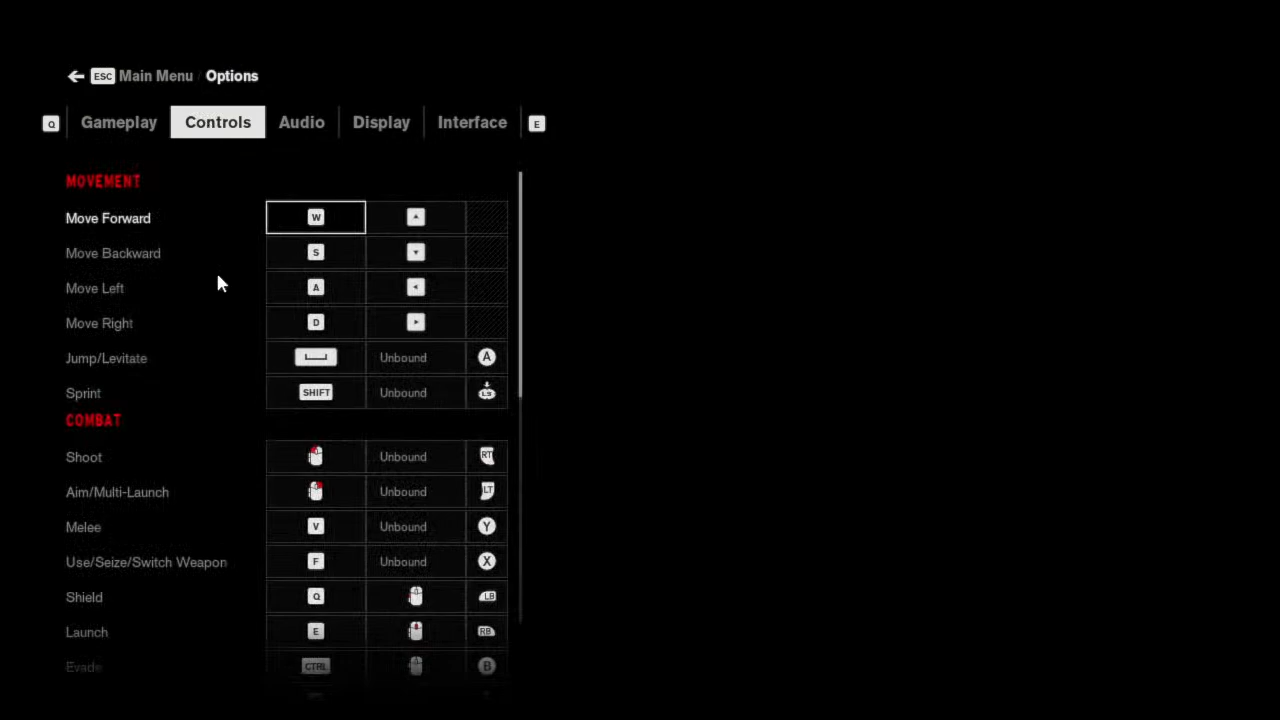 ESC Main Menu / Options
Q Gameplay Controls Audio Display Interface E
MOVEMENT
Move Forward W
Move Backward S
Move Left A
Move Right D
Jump/Levitate Unbound A
Sprint SHIFT Unbound LS
COMBAT
Shoot Unbound RT
Aim/Multi-Launch Unbound LT
Melee V Unbound Y
Use/Seize/Switch Weapon F Unbound X
Shield Q LB
Launch E RB
Evade CTRL B